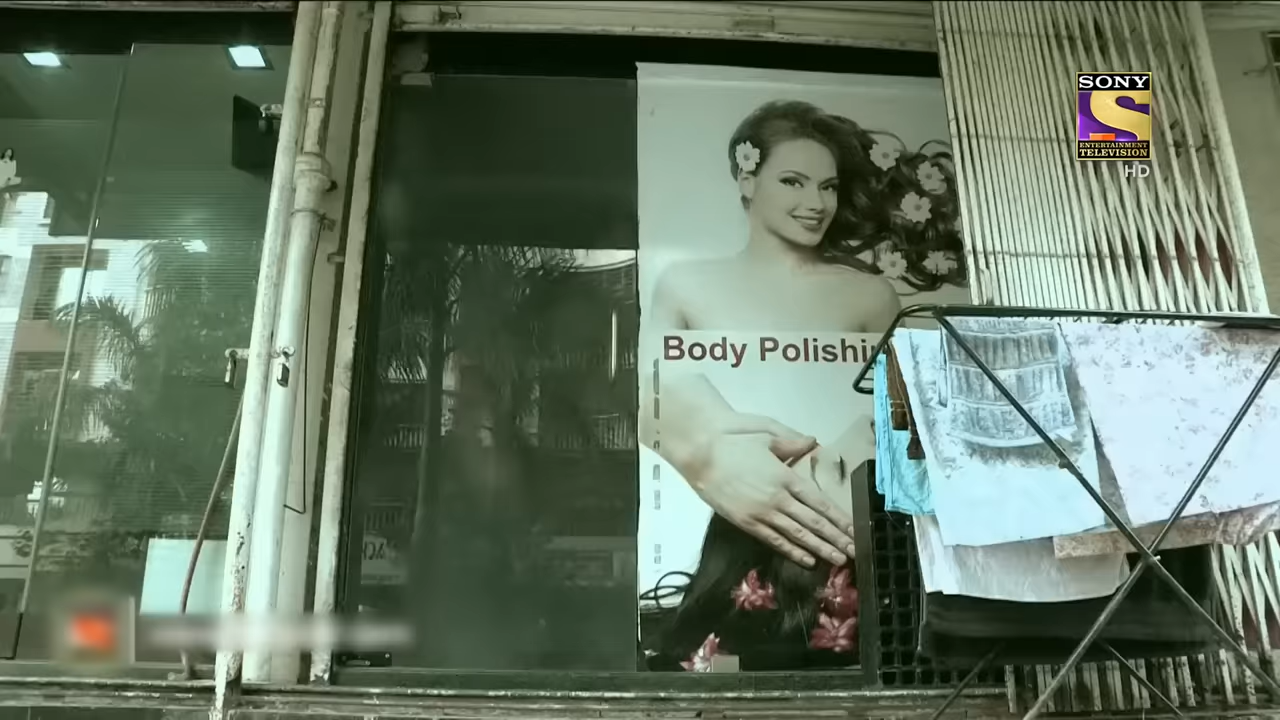 SONY
ENTERTAINMENT
TELEVISION
HD
Body Polishi